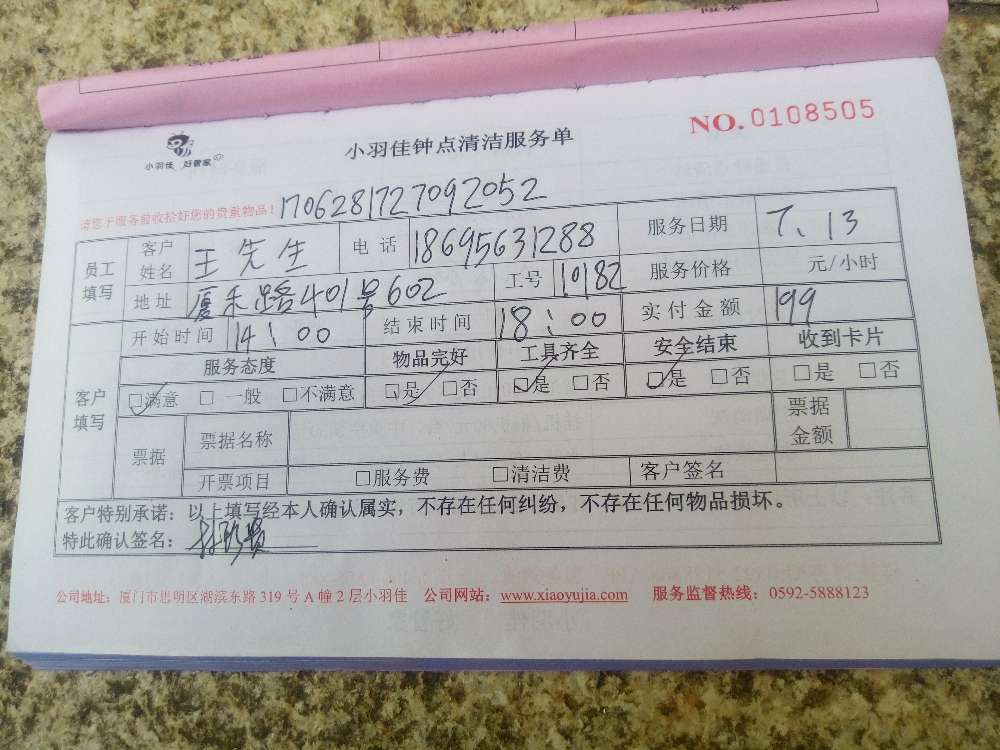 NO.0108505
小羽佳 好管家
小羽佳钟点清洁服务单
请您于服务前收拾好您的贵重物品! 1706281727092052
员工填写 客户姓名 王先生 电话 18695631288 服务日期 7、13
地址 厦禾路401号602 工号 19182 服务价格 元/小时
客户填写 开始时间 14:00 结束时间 18:00 实付金额 199
服务态度 物品完好 工具齐全 安全结束 收到卡片
□满意 □一般 □不满意 □是 □否 □是 □否 □是 □否 □是 □否
票据 票据名称 票据金额
开票项目 □服务费 □清洁费 客户签名
客户特别承诺:以上填写经本人确认属实,不存在任何纠纷,不存在任何物品损坏。
特此确认签名:
公司地址:厦门市思明区湖滨东路319号A幢2层小羽佳 公司网站:www.xiaoyujia.com 服务监督热线:0592-5888123